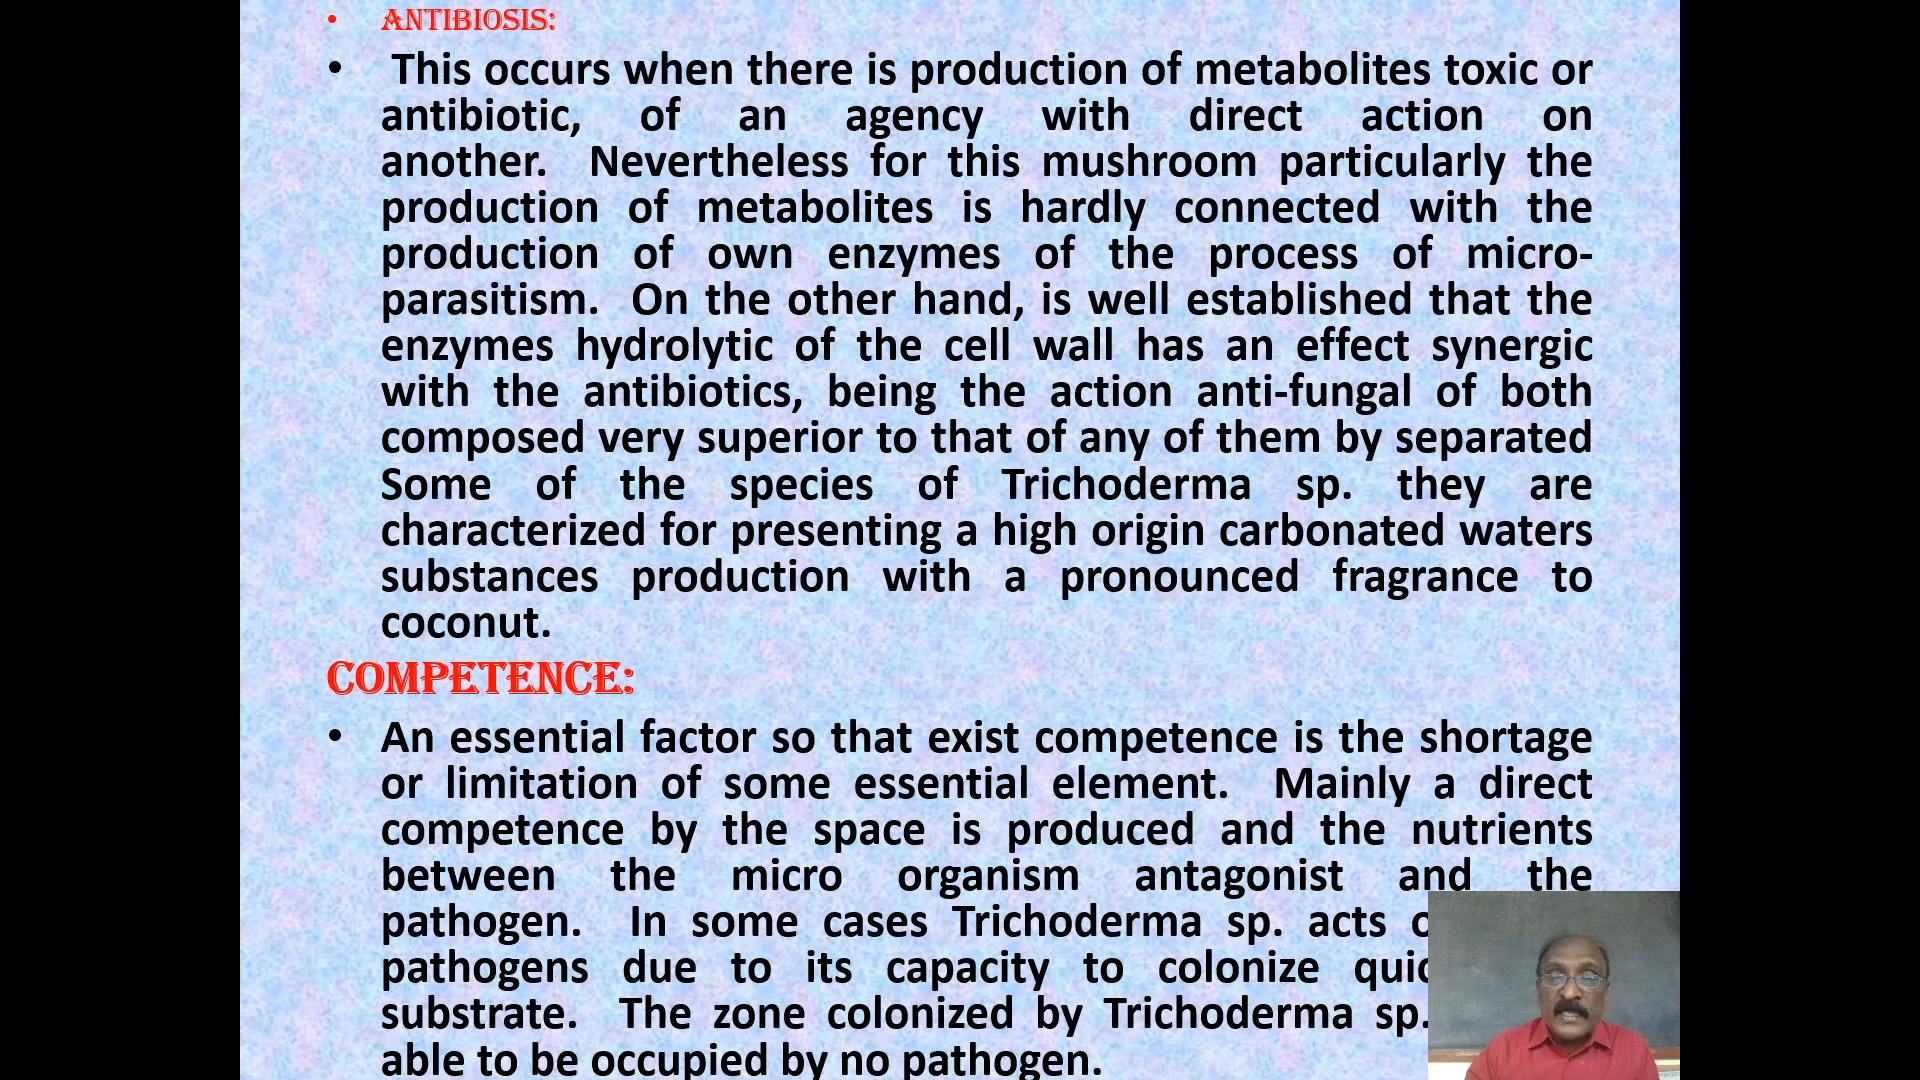 • ANTIBIOSIS:
• This occurs when there is production of metabolites toxic or
antibiotic, of an agency with direct action on
another. Nevertheless for this mushroom particularly the
production of metabolites is hardly connected with the
production of own enzymes of the process of micro-
parasitism. On the other hand, is well established that the
enzymes hydrolytic of the cell wall has an effect synergic
with the antibiotics, being the action anti-fungal of both
composed very superior to that of any of them by separated
Some of the species of Trichoderma sp. they are
characterized for presenting a high origin carbonated waters
substances production with a pronounced fragrance to
coconut.
COMPETENCE:
• An essential factor so that exist competence is the shortage
or limitation of some essential element. Mainly a direct
competence by the space is produced and the nutrients
between the micro organism antagonist and the
pathogen. In some cases Trichoderma sp. acts
pathogens due to its capacity to colonize
substrate. The zone colonized by Trichoderma sp.
able to be occupied by no pathogen.